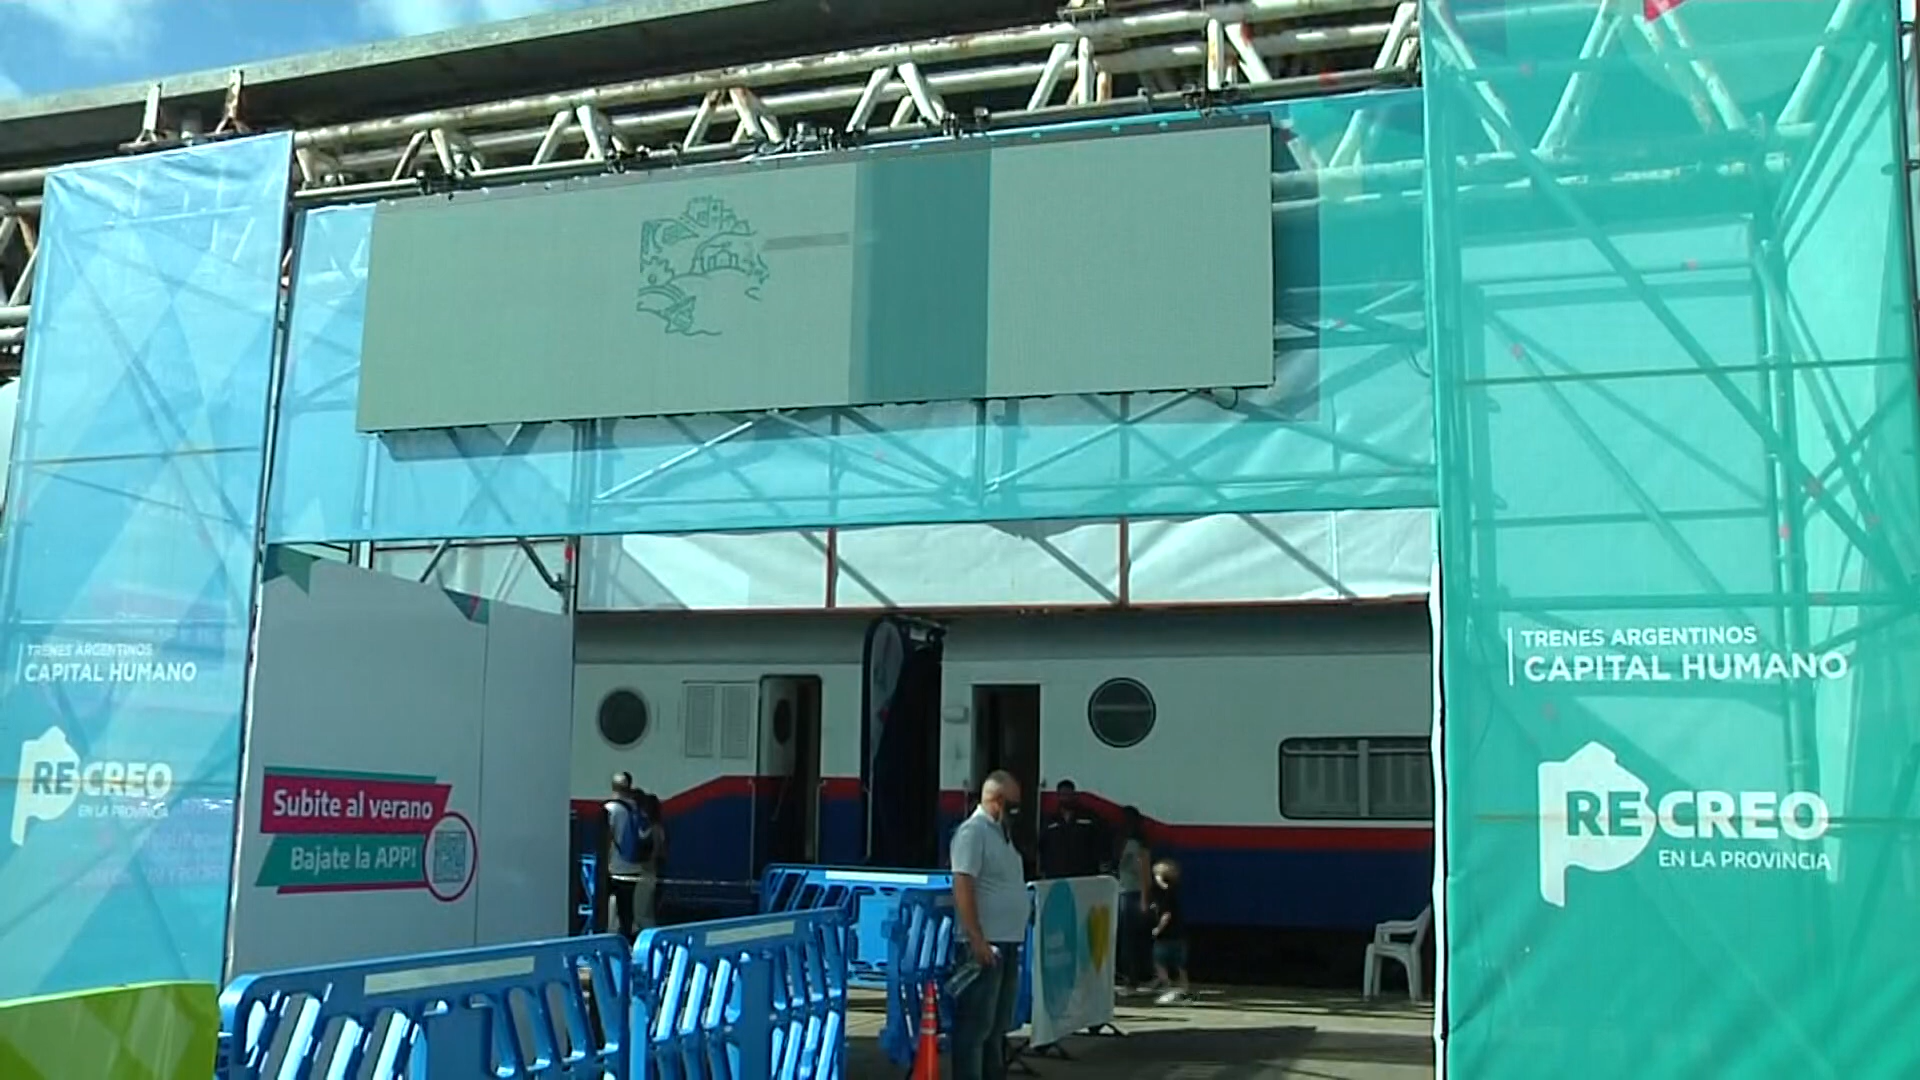 TRENES ARGENTINOS
CAPITAL HUMANO
RECREO
EN LA PROVINCIA
Subite al verano
Bajate la APP!
TRENES ARGENTINOS
CAPITAL HUMANO
RECREO
EN LA PROVINCIA